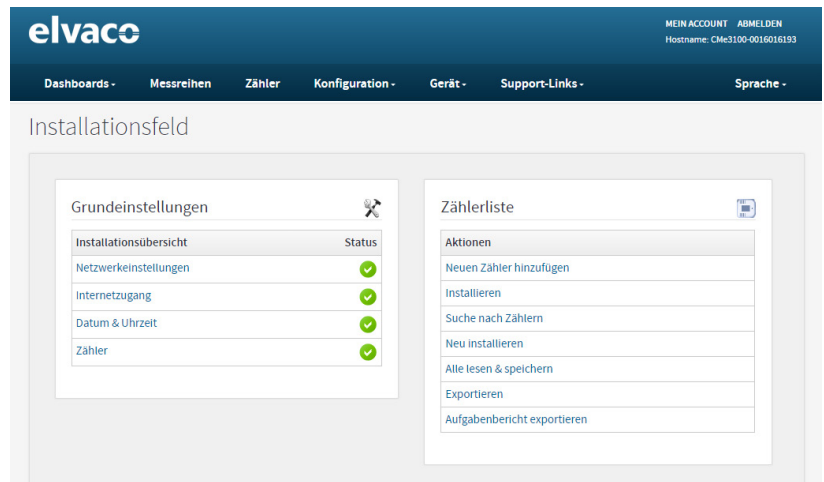 elvaco
MEIN ACCOUNT ABMELDEN
Hostname: CMe3100-0016016193
Dashboards Messreihen Zähler Konfiguration Gerät Support-Links Sprache
Installationsfeld
Grundeinstellungen
Installationsübersicht Status
Netzwerkeinstellungen
Internetzugang
Datum & Uhrzeit
Zähler
Zählerliste
Aktionen
Neuen Zähler hinzufügen
Installieren
Suche nach Zählern
Neu installieren
Alle lesen & speichern
Exportieren
Aufgabenbericht exportieren